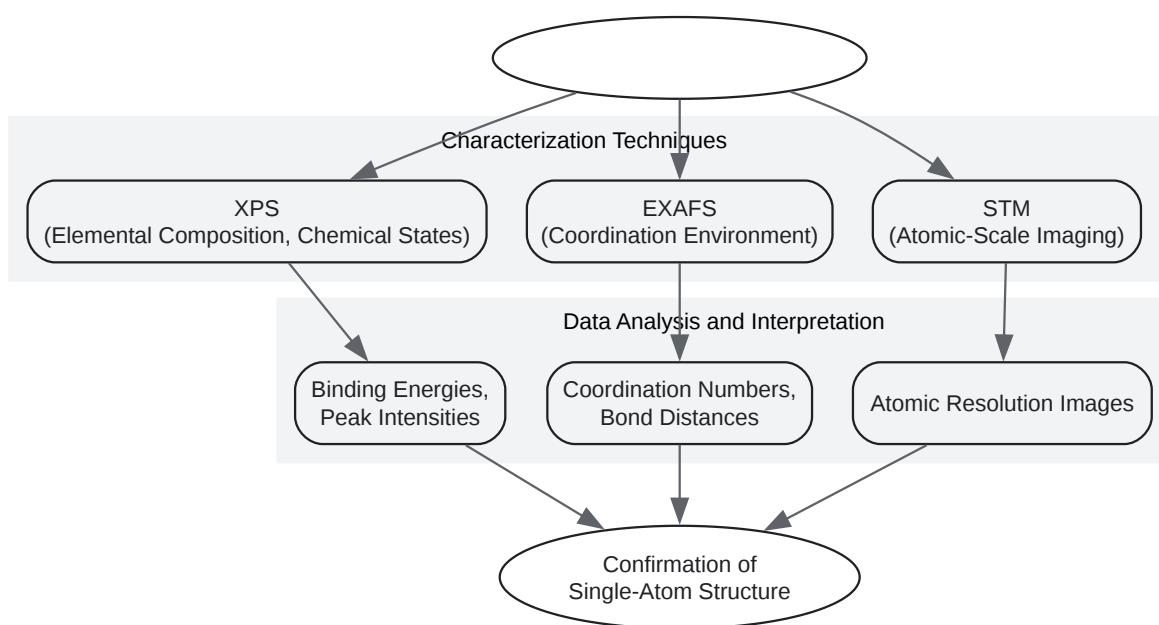 Characterization Techniques
XPS
(Elemental Composition, Chemical States)
EXAFS
(Coordination Environment)
STM
(Atomic-Scale Imaging)
Data Analysis and Interpretation
Binding Energies,
Peak Intensities
Coordination Numbers,
Bond Distances
Atomic Resolution Images
Confirmation of
Single-Atom Structure